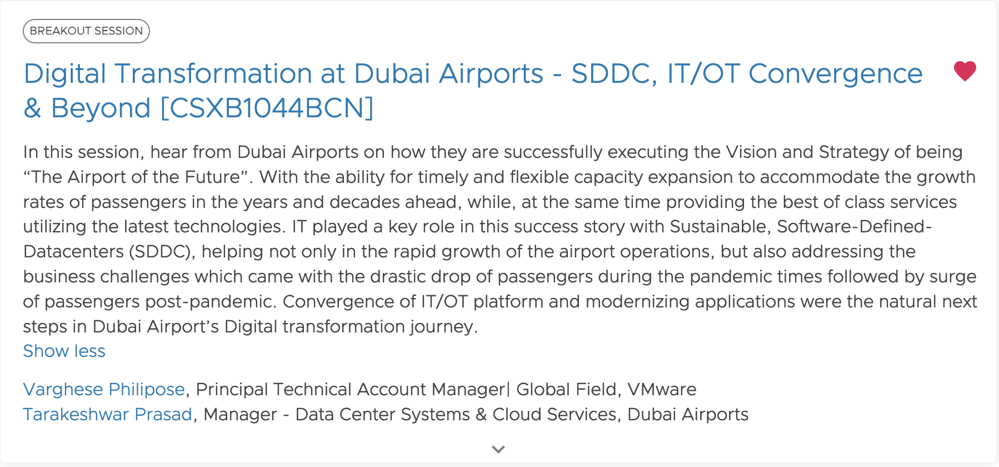 BREAKOUT SESSION
Digital Transformation at Dubai Airports - SDDC, IT/OT Convergence
& Beyond [CSXB1044BCN]
In this session, hear from Dubai Airports on how they are successfully executing the Vision and Strategy of being
“The Airport of the Future”. With the ability for timely and flexible capacity expansion to accommodate the growth
rates of passengers in the years and decades ahead, while, at the same time providing the best of class services
utilizing the latest technologies. IT played a key role in this success story with Sustainable, Software-Defined-
Datacenters (SDDC), helping not only in the rapid growth of the airport operations, but also addressing the
business challenges which came with the drastic drop of passengers during the pandemic times followed by surge
of passengers post-pandemic. Convergence of IT/OT platform and modernizing applications were the natural next
steps in Dubai Airport’s Digital transformation journey.
Show less
Varghese Philipose, Principal Technical Account Manager| Global Field, VMware
Tarakeshwar Prasad, Manager - Data Center Systems & Cloud Services, Dubai Airports